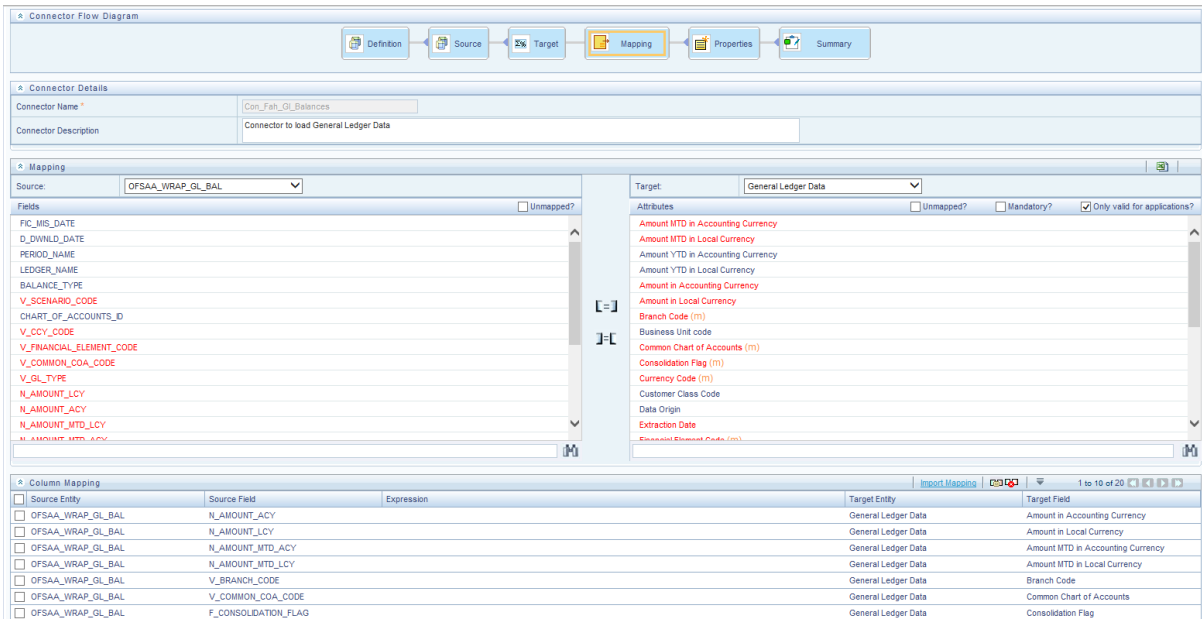 Connector Flow Diagram
Definition Source Σ% Target Mapping Properties Summary
Connector Details
Connector Name * Con_Fah_Gl_Balances
Connector Description Connector to load General Ledger Data
Mapping
Source: OFSAA_WRAP_GL_BAL Target: General Ledger Data
Fields Unmapped? Attributes Unmapped? Mandatory? Only valid for applications?
FIC_MIS_DATE Amount MTD in Accounting Currency
D_DWNLD_DATE Amount MTD in Local Currency
PERIOD_NAME Amount YTD in Accounting Currency
LEDGER_NAME Amount YTD in Local Currency
BALANCE_TYPE Amount in Accounting Currency
V_SCENARIO_CODE Amount in Local Currency
CHART_OF_ACCOUNTS_ID Branch Code (m)
V_CCY_CODE Business Unit code
V_FINANCIAL_ELEMENT_CODE Common Chart of Accounts (m)
V_COMMON_COA_CODE Consolidation Flag (m)
V_GL_TYPE Currency Code (m)
N_AMOUNT_LCY Customer Class Code
N_AMOUNT_ACY Data Origin
N_AMOUNT_MTD_LCY Extraction Date
N_AMOUNT_MTD_ACY Financial Element Code (m)
Column Mapping Import Mapping 1 to 10 of 20
Source Entity Source Field Expression Target Entity Target Field
OFSAA_WRAP_GL_BAL N_AMOUNT_ACY General Ledger Data Amount in Accounting Currency
OFSAA_WRAP_GL_BAL N_AMOUNT_LCY General Ledger Data Amount in Local Currency
OFSAA_WRAP_GL_BAL N_AMOUNT_MTD_ACY General Ledger Data Amount MTD in Accounting Currency
OFSAA_WRAP_GL_BAL N_AMOUNT_MTD_LCY General Ledger Data Amount MTD in Local Currency
OFSAA_WRAP_GL_BAL V_BRANCH_CODE General Ledger Data Branch Code
OFSAA_WRAP_GL_BAL V_COMMON_COA_CODE General Ledger Data Common Chart of Accounts
OFSAA_WRAP_GL_BAL F_CONSOLIDATION_FLAG General Ledger Data Consolidation Flag